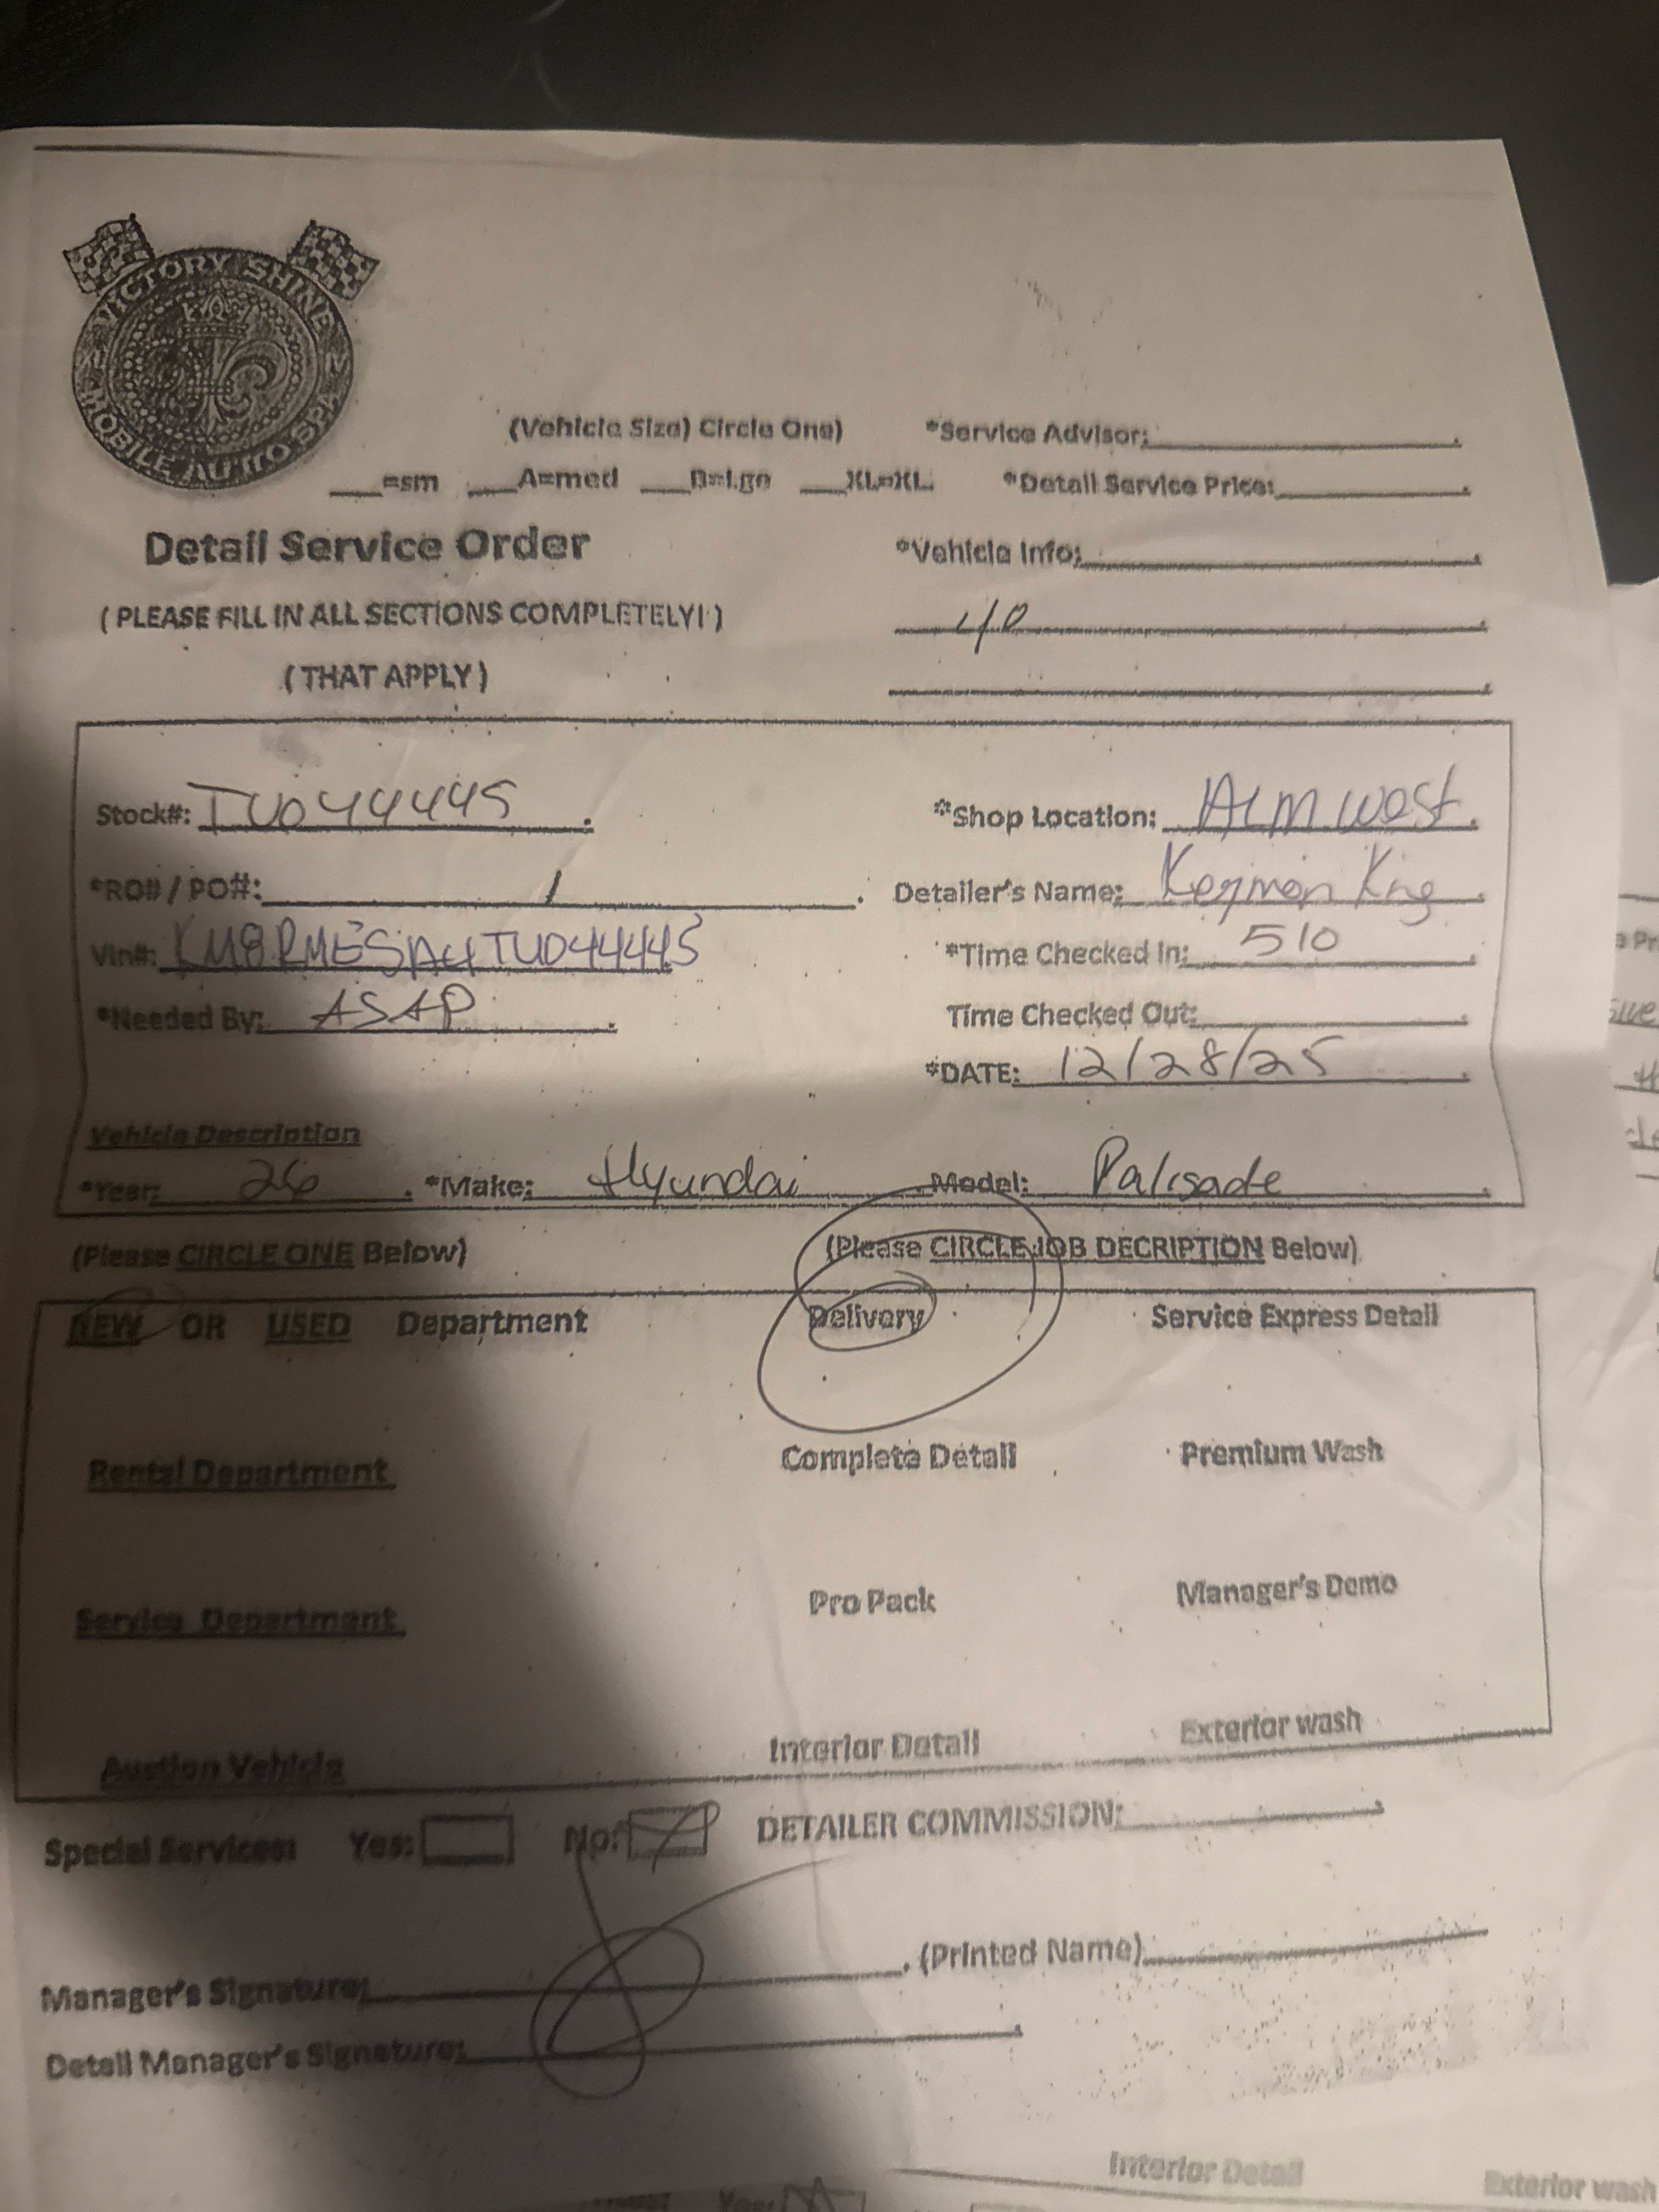 VICTORY SHINE
MOBILE AUTO SPA
(Vehicle Size) Circle One) *Service Advisor:
=sm A=med B=Lge XL=XL. *Detail Service Price:
Detail Service Order
*Vehicle Info:
( PLEASE FILL IN ALL SECTIONS COMPLETELY! )
40
( THAT APPLY )
Stock#: TU044445 *Shop Location: ALM West
*RO# / PO#: / Detailer's Name: King
Vin#: KM8RMESA4TU044445 *Time Checked In: 510
*Needed By: ASAP Time Checked Out:
*DATE: 12/28/25
Vehicle Description
*Year: 26 *Make: Hyundai Model: Palisade
(Please CIRCLE ONE Below) (Please CIRCLE JOB DECRIPTION Below)
NEW OR USED Department Delivery Service Express Detail
Rental Department Complete Detail Premium Wash
Service Department Pro Pack Manager's Demo
Auction Vehicle Interior Detail Exterior wash
Special Services: Yes: No: DETAILER COMMISSION:
Manager's Signature: (Printed Name)
Detail Manager's Signature:
Interior Detail Exterior wash
Yes: